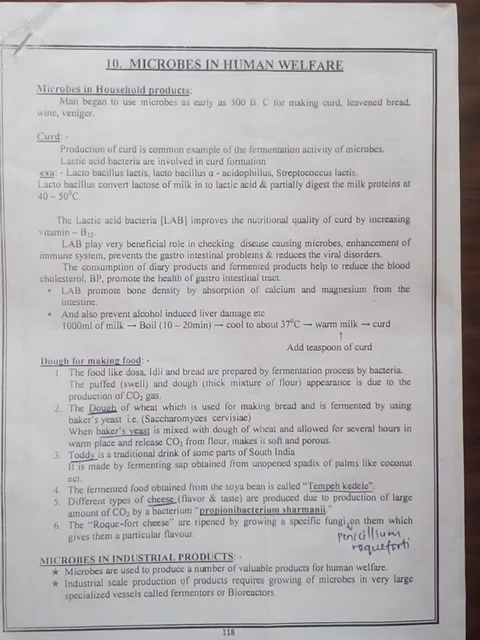 10. MICROBES IN HUMAN WELFARE
Microbes in Household products:
Man began to use microbes as early as 500 B. C for making curd, leavened bread,
wine, veniger.
Curd: -
Production of curd is common example of the fermentation activity of microbes.
Lactic acid bacteria are involved in curd formation
exa: - Lacto bacillus lactis, lacto bacillus α - acidophillus, Streptococcus lactis.
Lacto bacillus convert lactose of milk in to lactic acid & partially digest the milk proteins at
40 – 50°C.
The Lactic acid bacteria [LAB] improves the nutritional quality of curd by increasing
vitamin – B12.
LAB play very beneficial role in checking disease causing microbes, enhancement of
immune system, prevents the gastro intestinal problems & reduces the viral disorders.
The consumption of diary products and fermented products help to reduce the blood
cholesterol, BP, promote the health of gastro intestinal tract.
• LAB promote bone density by absorption of calcium and magnesium from the
intestine.
• And also prevent alcohol induced liver damage etc
1000ml of milk → Boil (10 – 20min) → cool to about 37°C → warm milk → curd
↑
Add teaspoon of curd
Dough for making food: -
1. The food like dosa, Idli and bread are prepared by fermentation process by bacteria.
The puffed (swell) and dough (thick mixture of flour) appearance is due to the
production of CO2 gas.
2. The Dough of wheat which is used for making bread and is fermented by using
baker's yeast i.e. (Saccharomyces cervisiae)
When baker's yeast is mixed with dough of wheat and allowed for several hours in
warm place and release CO2 from flour, makes it soft and porous.
3. Toddy is a traditional drink of some parts of South India
It is made by fermenting sap obtained from unopened spadix of palms like coconut
ect.
4. The fermented food obtained from the soya bean is called "Tempeh kedele".
5. Different types of cheese (flavor & taste) are produced due to production of large
amount of CO2 by a bacterium "propionibacterium sharmanii."
6. The "Roque-fort cheese" are ripened by growing a specific fungi on them which
gives them a particular flavour.
Penicillium
roqueforti
MICROBES IN INDUSTRIAL PRODUCTS: -
★ Microbes are used to produce a number of valuable products for human welfare.
★ Industrial scale production of products requires growing of microbes in very large
specialized vessels called fermentors or Bioreactors.
118